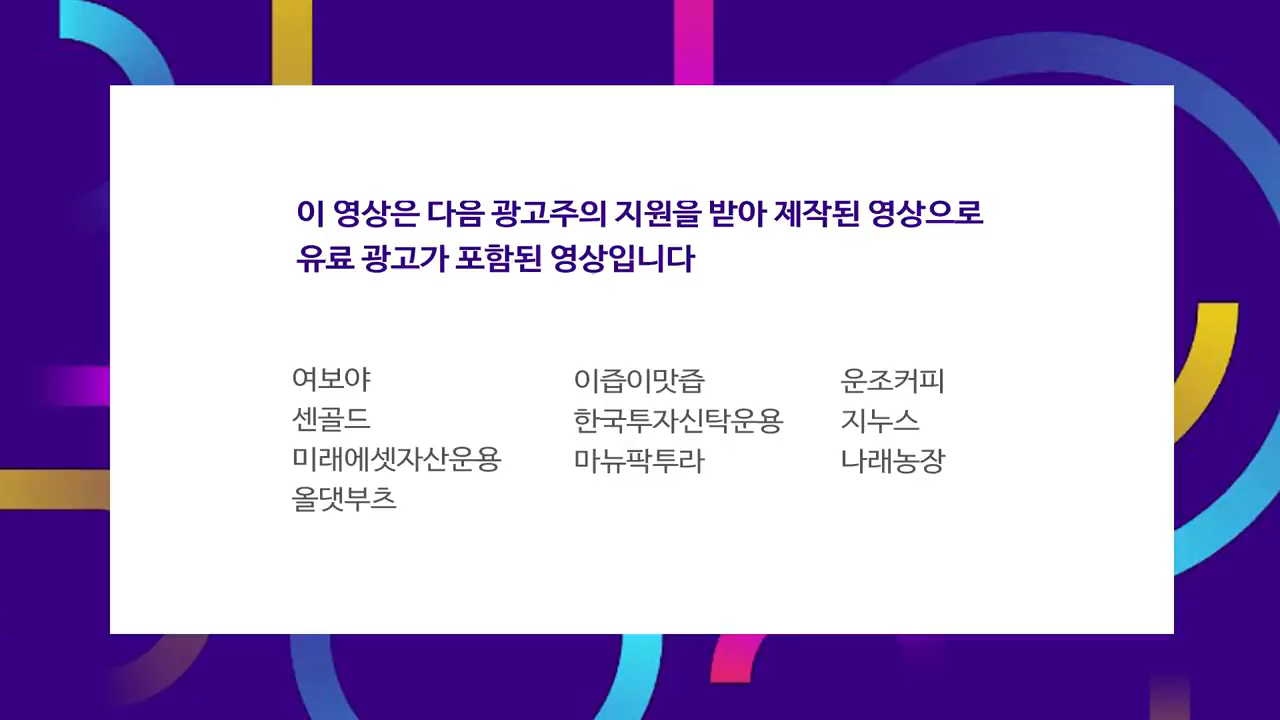 이 영상은 다음 광고주의 지원을 받아 제작된 영상으로
유료 광고가 포함된 영상입니다
여보야
센골드
미래에셋자산운용
올댓부츠
이즙이맛즙
한국투자신탁운용
마뉴팍투라
운조커피
지누스
나래농장